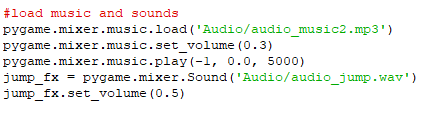 #load music and sounds
pygame.mixer.music.load('Audio/audio_music2.mp3')
pygame.mixer.music.set_volume(0.3)
pygame.mixer.music.play(-1, 0.0, 5000)
jump_fx = pygame.mixer.Sound('Audio/audio_jump.wav')
jump_fx.set_volume(0.5)